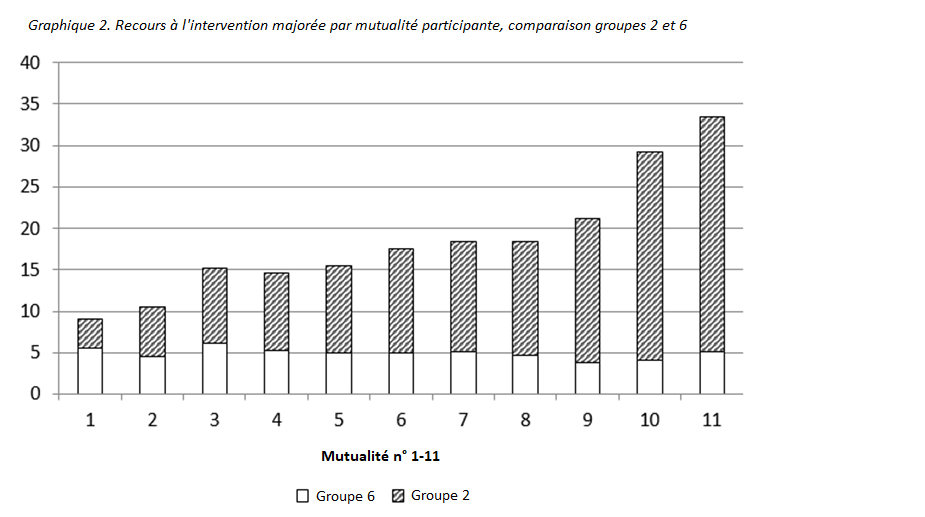 Graphique 2. Recours à l'intervention majorée par mutualité participante, comparaison groupes 2 et 6
40
35
30
25
20
15
10
5
0
1 2 3 4 5 6 7 8 9 10 11
Mutualité n° 1-11
Groupe 6 Groupe 2